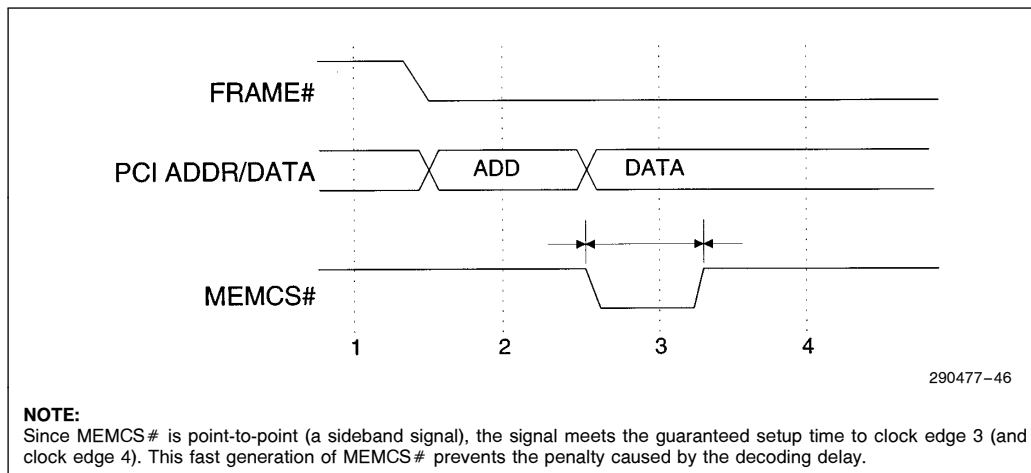 FRAME#
PCI ADDR/DATA
ADD
DATA
MEMCS#
1
2
3
4
290477–46
NOTE:
Since MEMCS# is point-to-point (a sideband signal), the signal meets the guaranteed setup time to clock edge 3 (and
clock edge 4). This fast generation of MEMCS# prevents the penalty caused by the decoding delay.